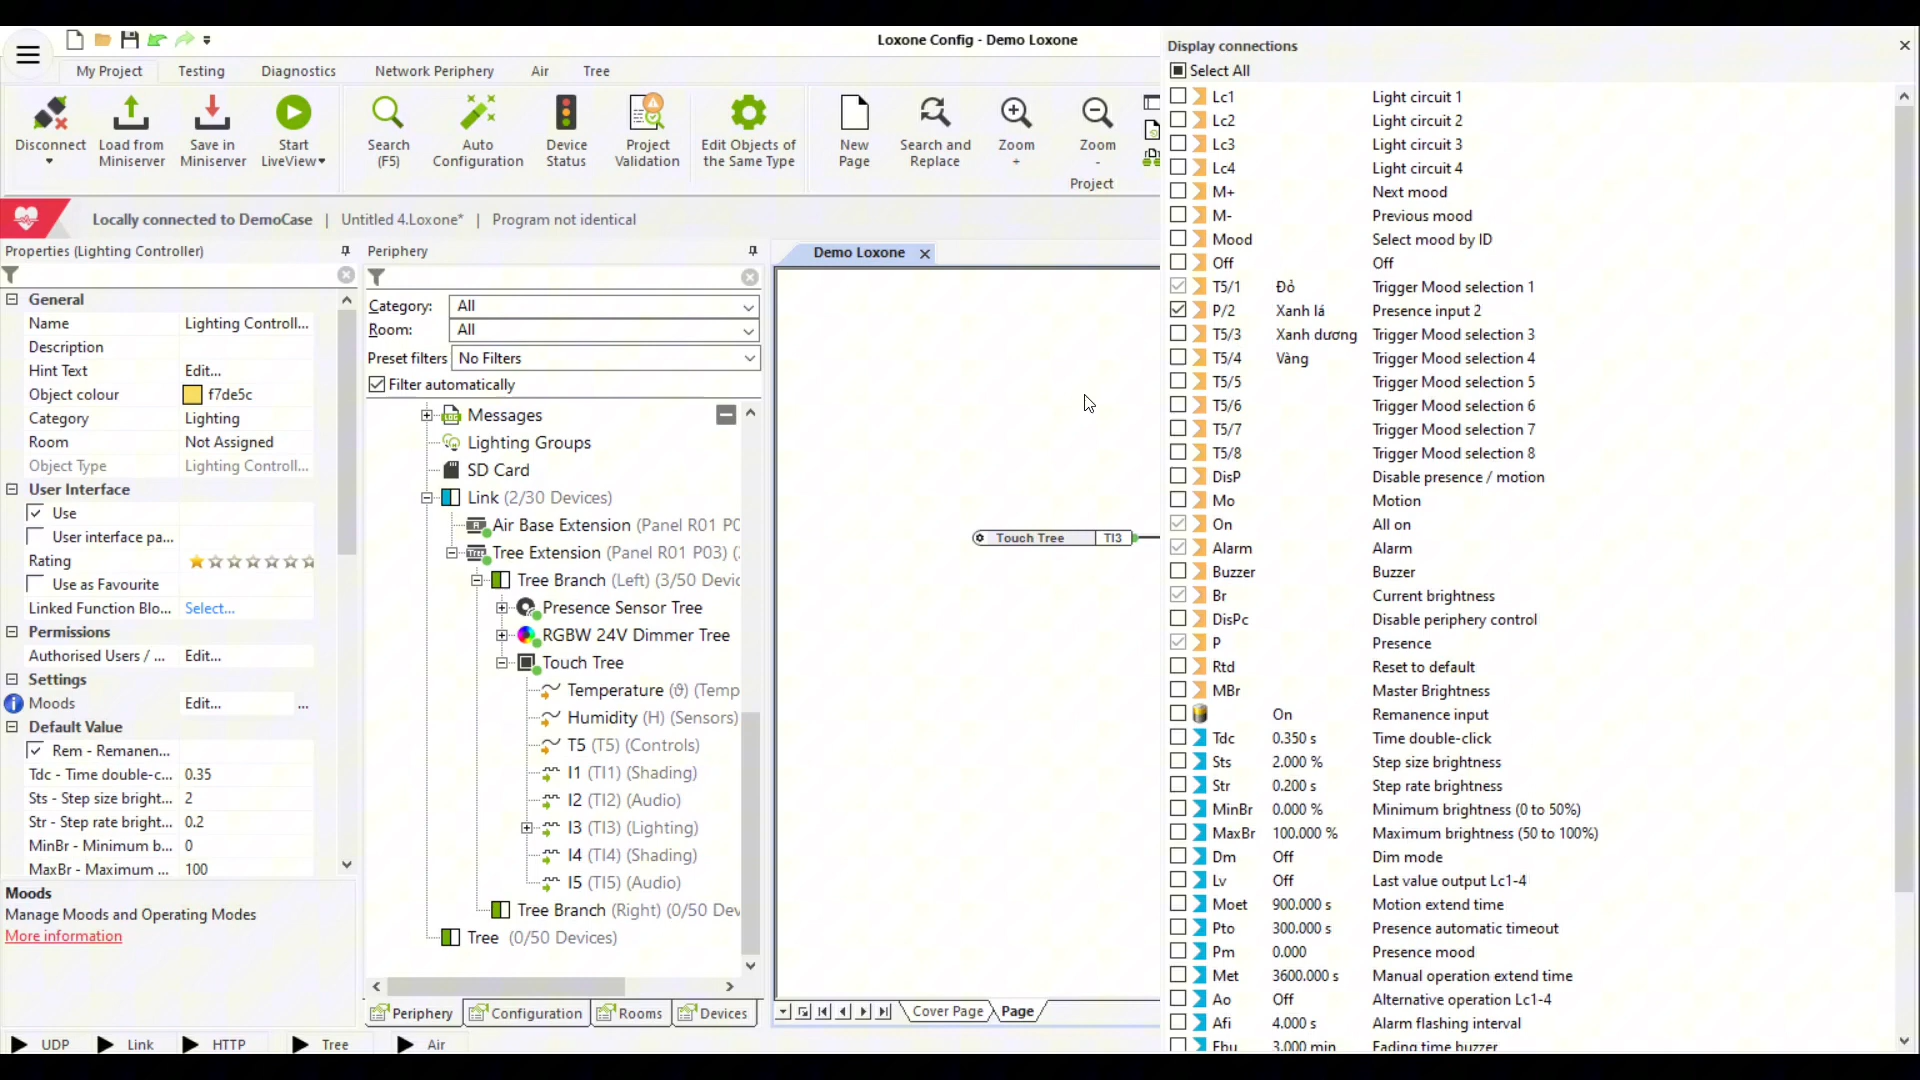 Loxone Config - Demo Loxone
My Project
Testing
Diagnostics
Network Periphery
Air
Tree
Disconnect
Load from Miniserver
Save in Miniserver
Start LiveView
Search (F5)
Auto Configuration
Device Status
Project Validation
Edit Objects of the Same Type
New Page
Search and Replace
Zoom +
Zoom -
Project
Locally connected to DemoCase | Untitled 4.Loxone* | Program not identical
Properties (Lighting Controller)
General
Name Lighting Controll...
Description
Hint Text Edit...
Object colour f7de5c
Category Lighting
Room Not Assigned
Object Type Lighting Controll...
User Interface
Use
User interface pa...
Rating
Use as Favourite
Linked Function Blo... Select...
Permissions
Authorised Users / ... Edit...
Settings
Moods Edit... ...
Default Value
Rem - Remanen...
Tdc - Time double-c... 0.35
Sts - Step size bright... 2
Str - Step rate bright... 0.2
MinBr - Minimum b... 0
MaxBr - Maximum ... 100
Moods
Manage Moods and Operating Modes
More information
Periphery
Category: All
Room: All
Preset filters No Filters
Filter automatically
Messages
Lighting Groups
SD Card
Link (2/30 Devices)
Air Base Extension (Panel R01 P0
Tree Extension (Panel R01 P03) (
Tree Branch (Left) (3/50 Devic
Presence Sensor Tree
RGBW 24V Dimmer Tree
Touch Tree
Temperature (ϑ) (Temp
Humidity (H) (Sensors)
T5 (T5) (Controls)
I1 (TI1) (Shading)
I2 (TI2) (Audio)
I3 (TI3) (Lighting)
I4 (TI4) (Shading)
I5 (TI5) (Audio)
Tree Branch (Right) (0/50 Dev
Tree (0/50 Devices)
Periphery
Configuration
Rooms
Devices
UDP
Link
HTTP
Tree
Air
Demo Loxone
Touch Tree TI3
Cover Page
Page
Display connections
Select All
Lc1 Light circuit 1
Lc2 Light circuit 2
Lc3 Light circuit 3
Lc4 Light circuit 4
M+ Next mood
M- Previous mood
Mood Select mood by ID
Off Off
T5/1 Đỏ Trigger Mood selection 1
P/2 Xanh lá Presence input 2
T5/3 Xanh dương Trigger Mood selection 3
T5/4 Vàng Trigger Mood selection 4
T5/5 Trigger Mood selection 5
T5/6 Trigger Mood selection 6
T5/7 Trigger Mood selection 7
T5/8 Trigger Mood selection 8
DisP Disable presence / motion
Mo Motion
On All on
Alarm Alarm
Buzzer Buzzer
Br Current brightness
DisPc Disable periphery control
P Presence
Rtd Reset to default
MBr Master Brightness
On Remanence input
Tdc 0.350 s Time double-click
Sts 2.000 % Step size brightness
Str 0.200 s Step rate brightness
MinBr 0.000 % Minimum brightness (0 to 50%)
MaxBr 100.000 % Maximum brightness (50 to 100%)
Dm Off Dim mode
Lv Off Last value output Lc1-4
Moet 900.000 s Motion extend time
Pto 300.000 s Presence automatic timeout
Pm 0.000 Presence mood
Met 3600.000 s Manual operation extend time
Ao Off Alternative operation Lc1-4
Afi 4.000 s Alarm flashing interval
Fbu 3.000 min Fading time buzzer